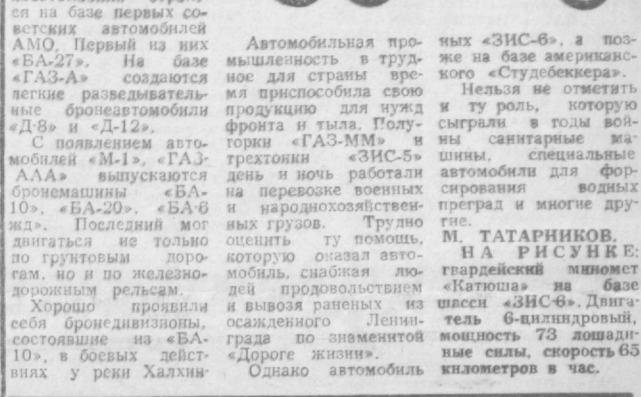 ся на базе первых со-
ветских автомобилей
АМО. Первый из них
«БА-27». На базе
«ГАЗ-А» создаются
легкие разведыватель-
ные бронеавтомобили
«Д-8» и «Д-12».
С появлением авто-
мобилей «М-1», «ГАЗ-
ААА» выпускаются
бронемашины «БА-
10», «БА-20», «БА-6
жд». Последний мог
двигаться не только
по грунтовым доро-
гам, но и по железно-
дорожным рельсам.
Хорошо проявили
себя бронедивизионы,
состоявшие из «БА-
10», в боевых дейст-
виях у реки Халхин-
Автомобильная про-
мышленность в труд-
ное для страны вре-
мя приспособила свою
продукцию для нужд
фронта и тыла. Полу-
торки «ГАЗ-ММ» и
трехтонки «ЗИС-5»
день и ночь работали
на перевозке военных
и народнохозяйствен-
ных грузов. Трудно
оценить ту помощь,
которую оказал авто-
мобиль, снабжая лю-
дей продовольствием
и вывозя раненых из
осажденного Ленин-
града по знаменитой
«Дороге жизни».
Однако автомобиль
ных «ЗИС-6», а поз-
же на базе американс-
кого «Студебеккера».
Нельзя не отметить
и ту роль, которую
сыграли в годы вой-
ны санитарные ма-
шины, специальные
автомобили для фор-
сирования водных
преград и многие дру-
гие.
М. ТАТАРНИКОВ.
НА РИСУНКЕ:
гвардейский миномет
«Катюша» на базе
шасси «ЗИС-6». Двига-
тель 6-цилиндровый,
мощность 73 лошади-
ные силы, скорость 65
километров в час.